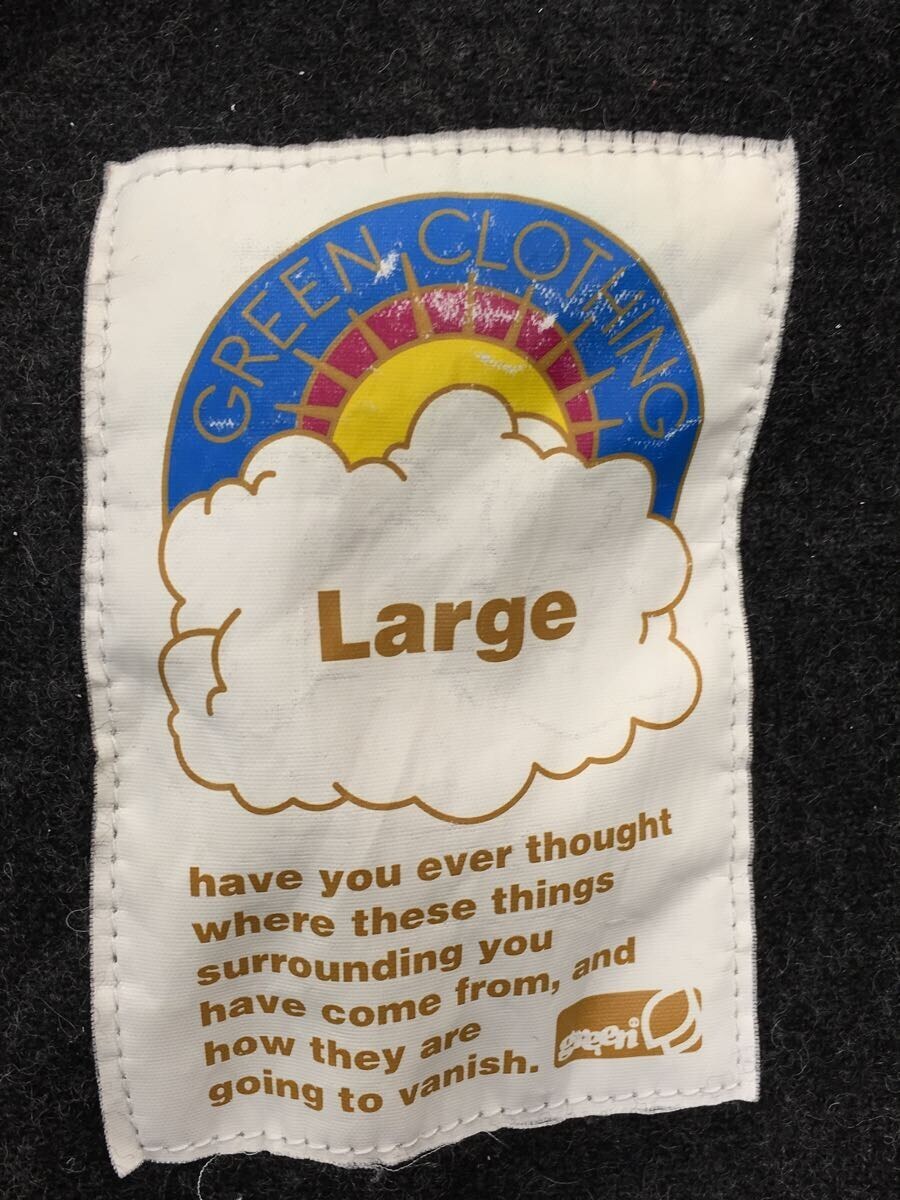 GREEN CLOTHING
Large
have you ever thought
where these things
surrounding you
have come from, and
how they are
going to vanish.
green